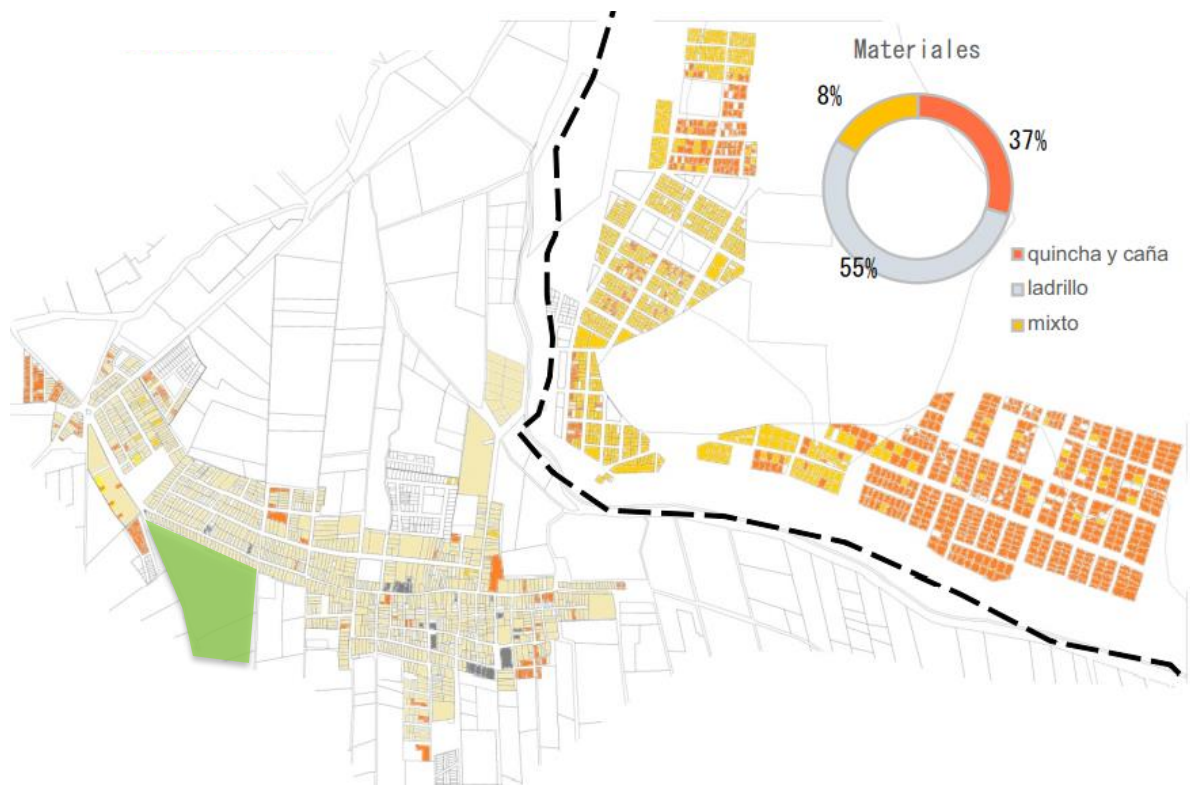 Materiales
8%
37%
55%
quincha y caña
ladrillo
mixto